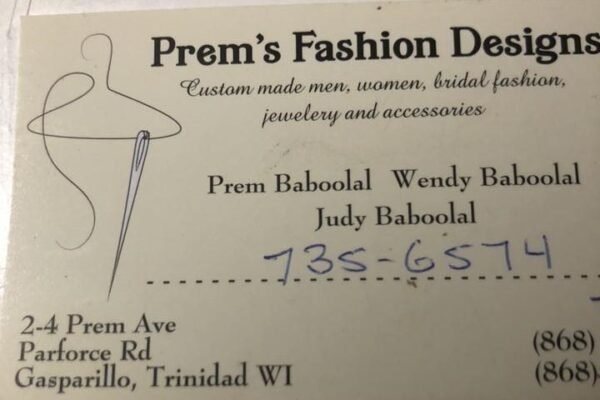 Prem's Fashion Designs
Custom made men, women, bridal fashion,
jewelery and accessories
Prem Baboolal Wendy Baboolal
Judy Baboolal
735-6574
2-4 Prem Ave
Parforce Rd
(868)
Gasparillo, Trinidad WI
(868)